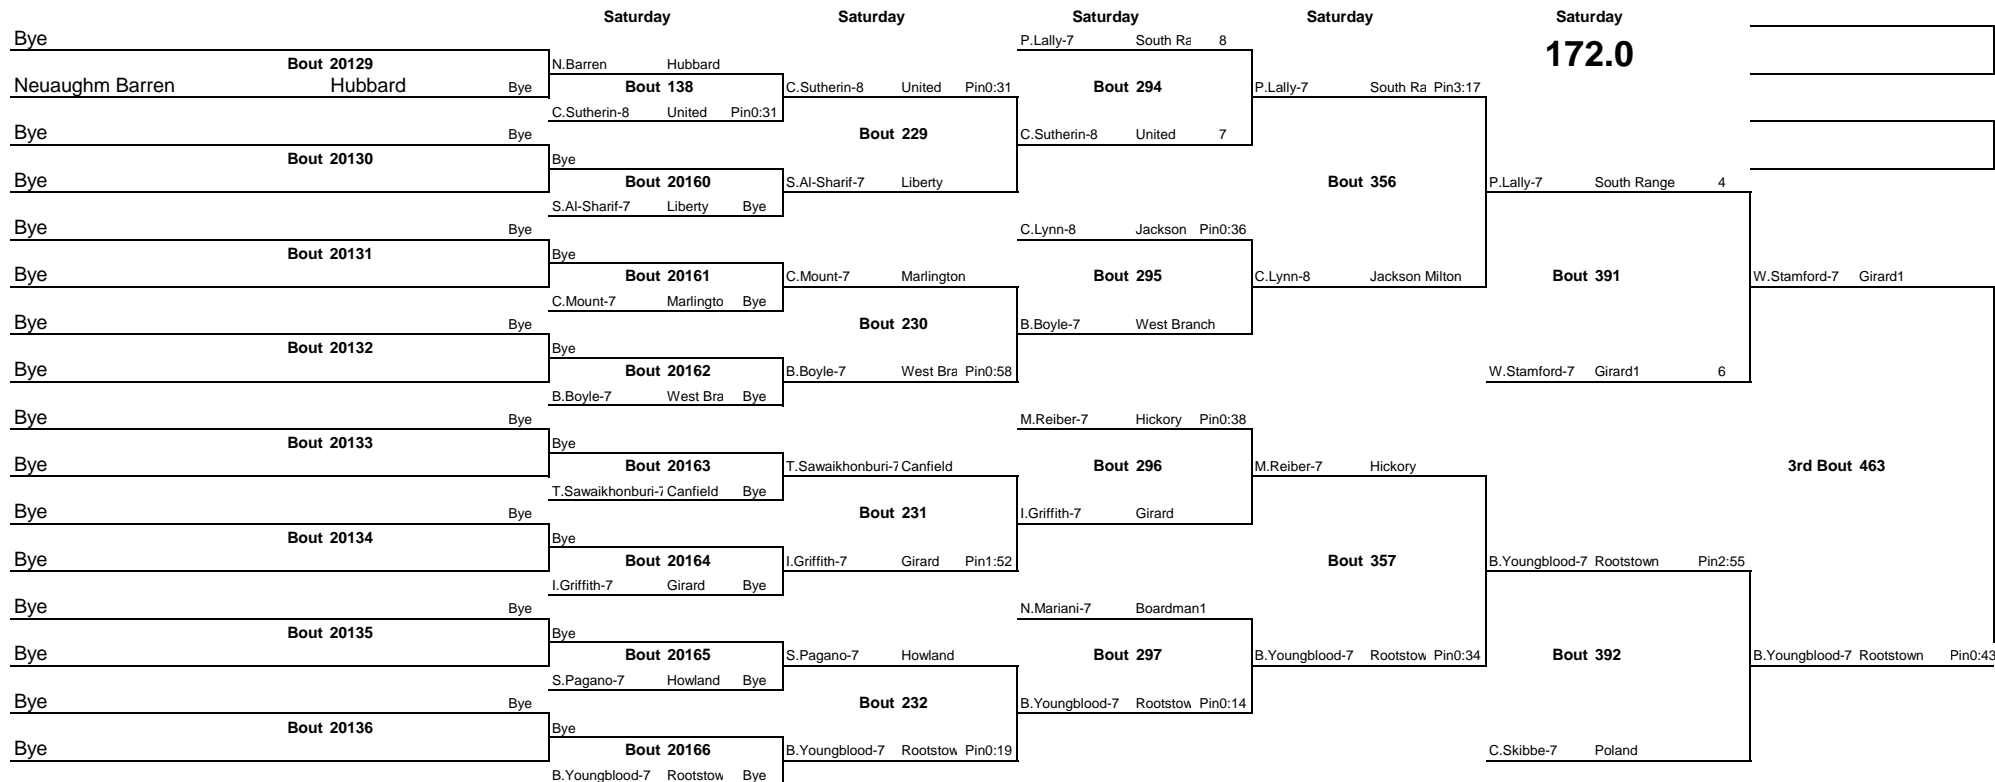 Saturday Saturday Saturday Saturday Saturday
172.0
Bye
Bout 20129
Neuaughm Barren Hubbard Bye
Bye Bye
Bout 20130
Bye
Bye Bye
Bout 20131
Bye
Bye Bye
Bout 20132
Bye
Bye Bye
Bout 20133
Bye
Bye Bye
Bout 20134
Bye
Bye Bye
Bout 20135
Bye
Bye Bye
Bout 20136
Bye
N.Barren Hubbard
Bout 138
C.Sutherin-8 United Pin0:31
Bye
Bout 20160
S.Al-Sharif-7 Liberty Bye
Bye
Bout 20161
C.Mount-7 Marlingto Bye
Bye
Bout 20162
B.Boyle-7 West Bra Bye
Bye
Bout 20163
T.Sawaikhonburi-7 Canfield Bye
Bye
Bout 20164
I.Griffith-7 Girard Bye
Bye
Bout 20165
S.Pagano-7 Howland Bye
Bye
Bout 20166
B.Youngblood-7 Rootstow Bye
C.Sutherin-8 United Pin0:31
Bout 229
S.Al-Sharif-7 Liberty
C.Mount-7 Marlington
Bout 230
B.Boyle-7 West Bra Pin0:58
T.Sawaikhonburi-7 Canfield
Bout 231
I.Griffith-7 Girard Pin1:52
S.Pagano-7 Howland
Bout 232
B.Youngblood-7 Rootstow Pin0:19
P.Lally-7 South Ra 8
Bout 294
C.Sutherin-8 United 7
C.Lynn-8 Jackson Pin0:36
Bout 295
B.Boyle-7 West Branch
M.Reiber-7 Hickory Pin0:38
Bout 296
I.Griffith-7 Girard
N.Mariani-7 Boardman1
Bout 297
B.Youngblood-7 Rootstow Pin0:14
P.Lally-7 South Ra Pin3:17
Bout 356
C.Lynn-8 Jackson Milton
M.Reiber-7 Hickory
Bout 357
B.Youngblood-7 Rootstow Pin0:34
P.Lally-7 South Range 4
Bout 391
W.Stamford-7 Girard1 6
B.Youngblood-7 Rootstown Pin2:55
Bout 392
C.Skibbe-7 Poland
W.Stamford-7 Girard1
3rd Bout 463
B.Youngblood-7 Rootstown Pin0:43